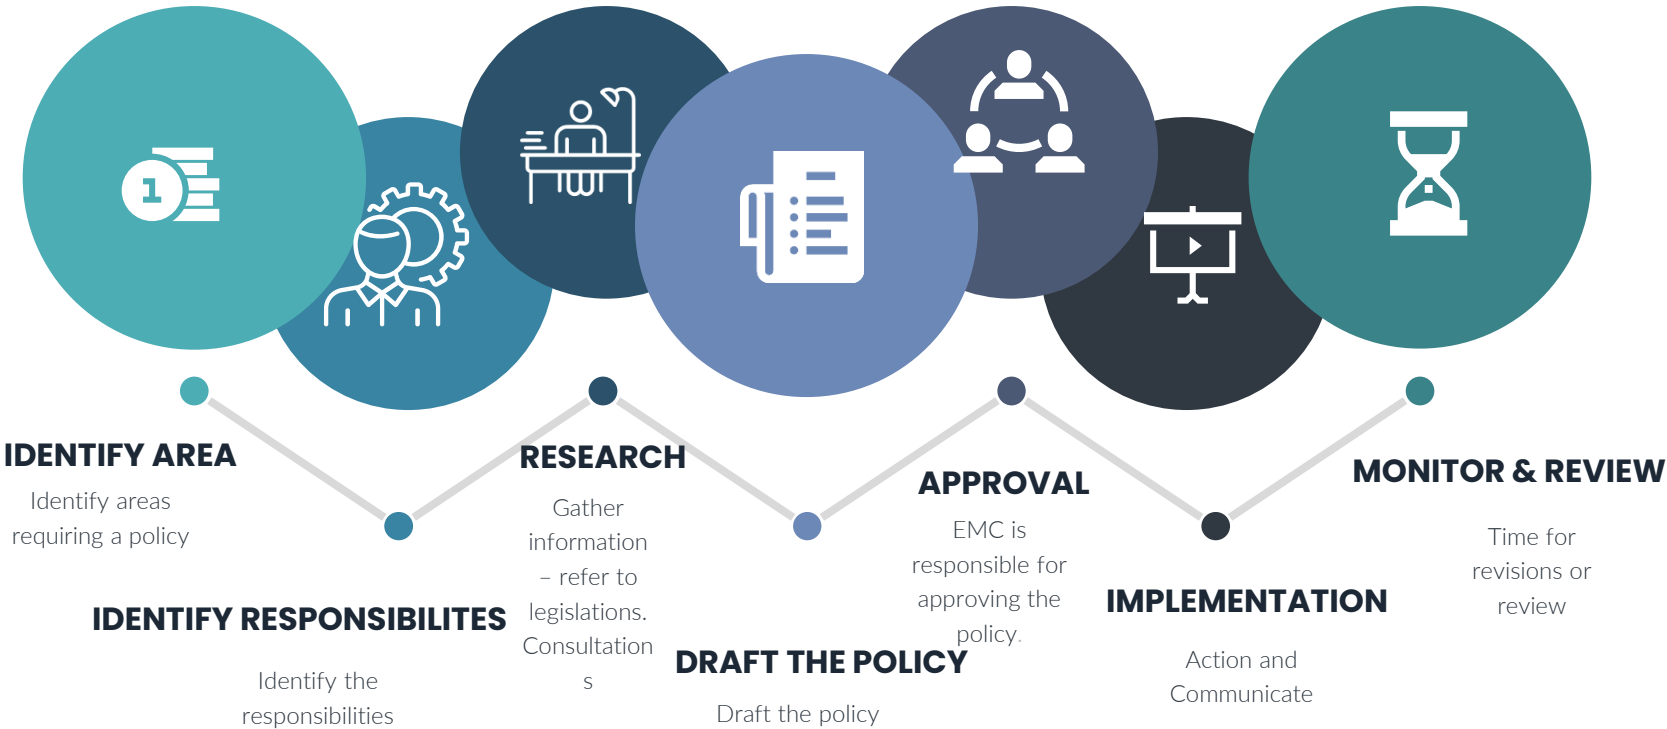 1
IDENTIFY AREA
Identify areas
requiring a policy
IDENTIFY RESPONSIBILITES
Identify the
responsibilities
RESEARCH
Gather
information
– refer to
legislations.
Consultation
s
DRAFT THE POLICY
Draft the policy
APPROVAL
EMC is
responsible for
approving the
policy.
IMPLEMENTATION
Action and
Communicate
MONITOR & REVIEW
Time for
revisions or
review